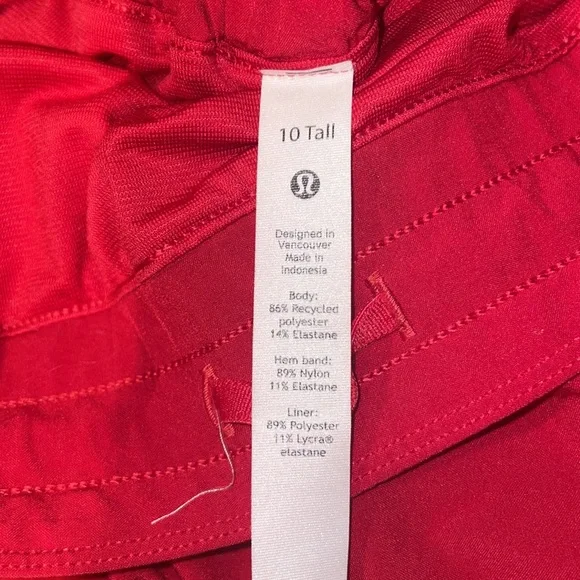 10 Tall
Designed in
Vancouver
Made in
Indonesia
Body:
86% Recycled
polyester
14% Elastane
Hem band:
89% Nylon
11% Elastane
Liner:
89% Polyester
11% Lycra®
elastane